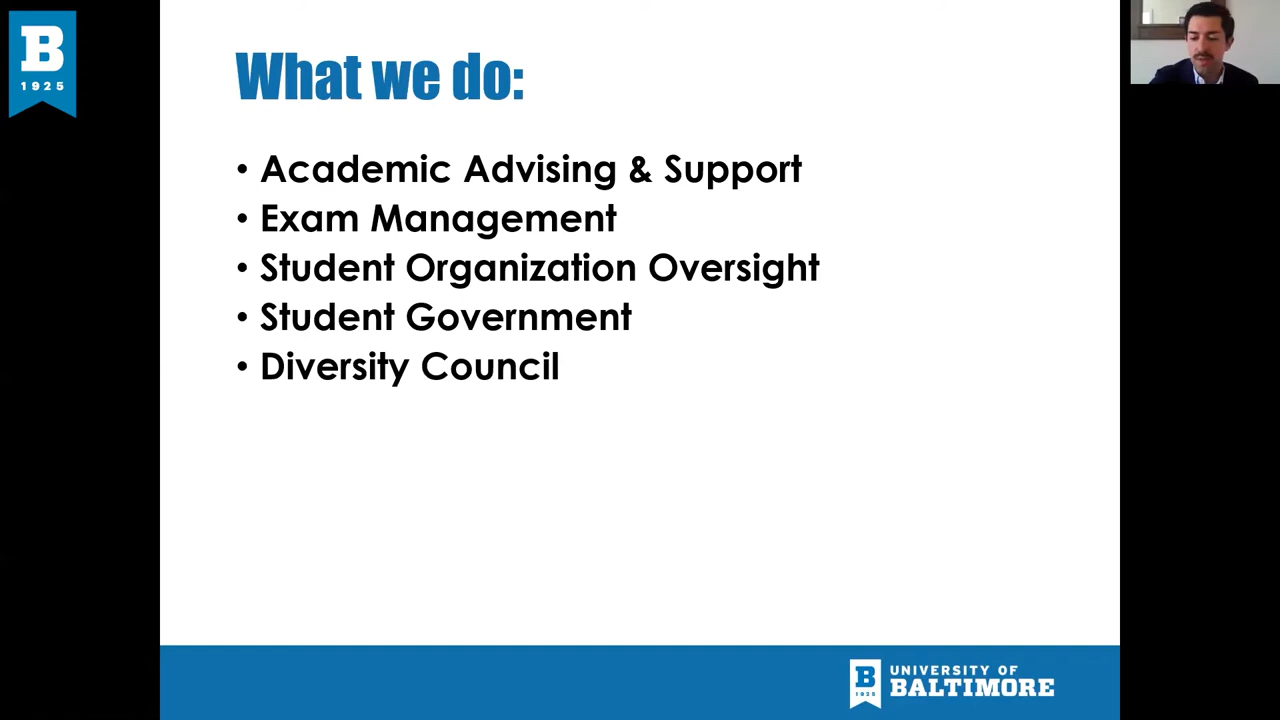 B
1925
What we do:
• Academic Advising & Support
• Exam Management
• Student Organization Oversight
• Student Government
• Diversity Council
B
1925
UNIVERSITY OF
BALTIMORE